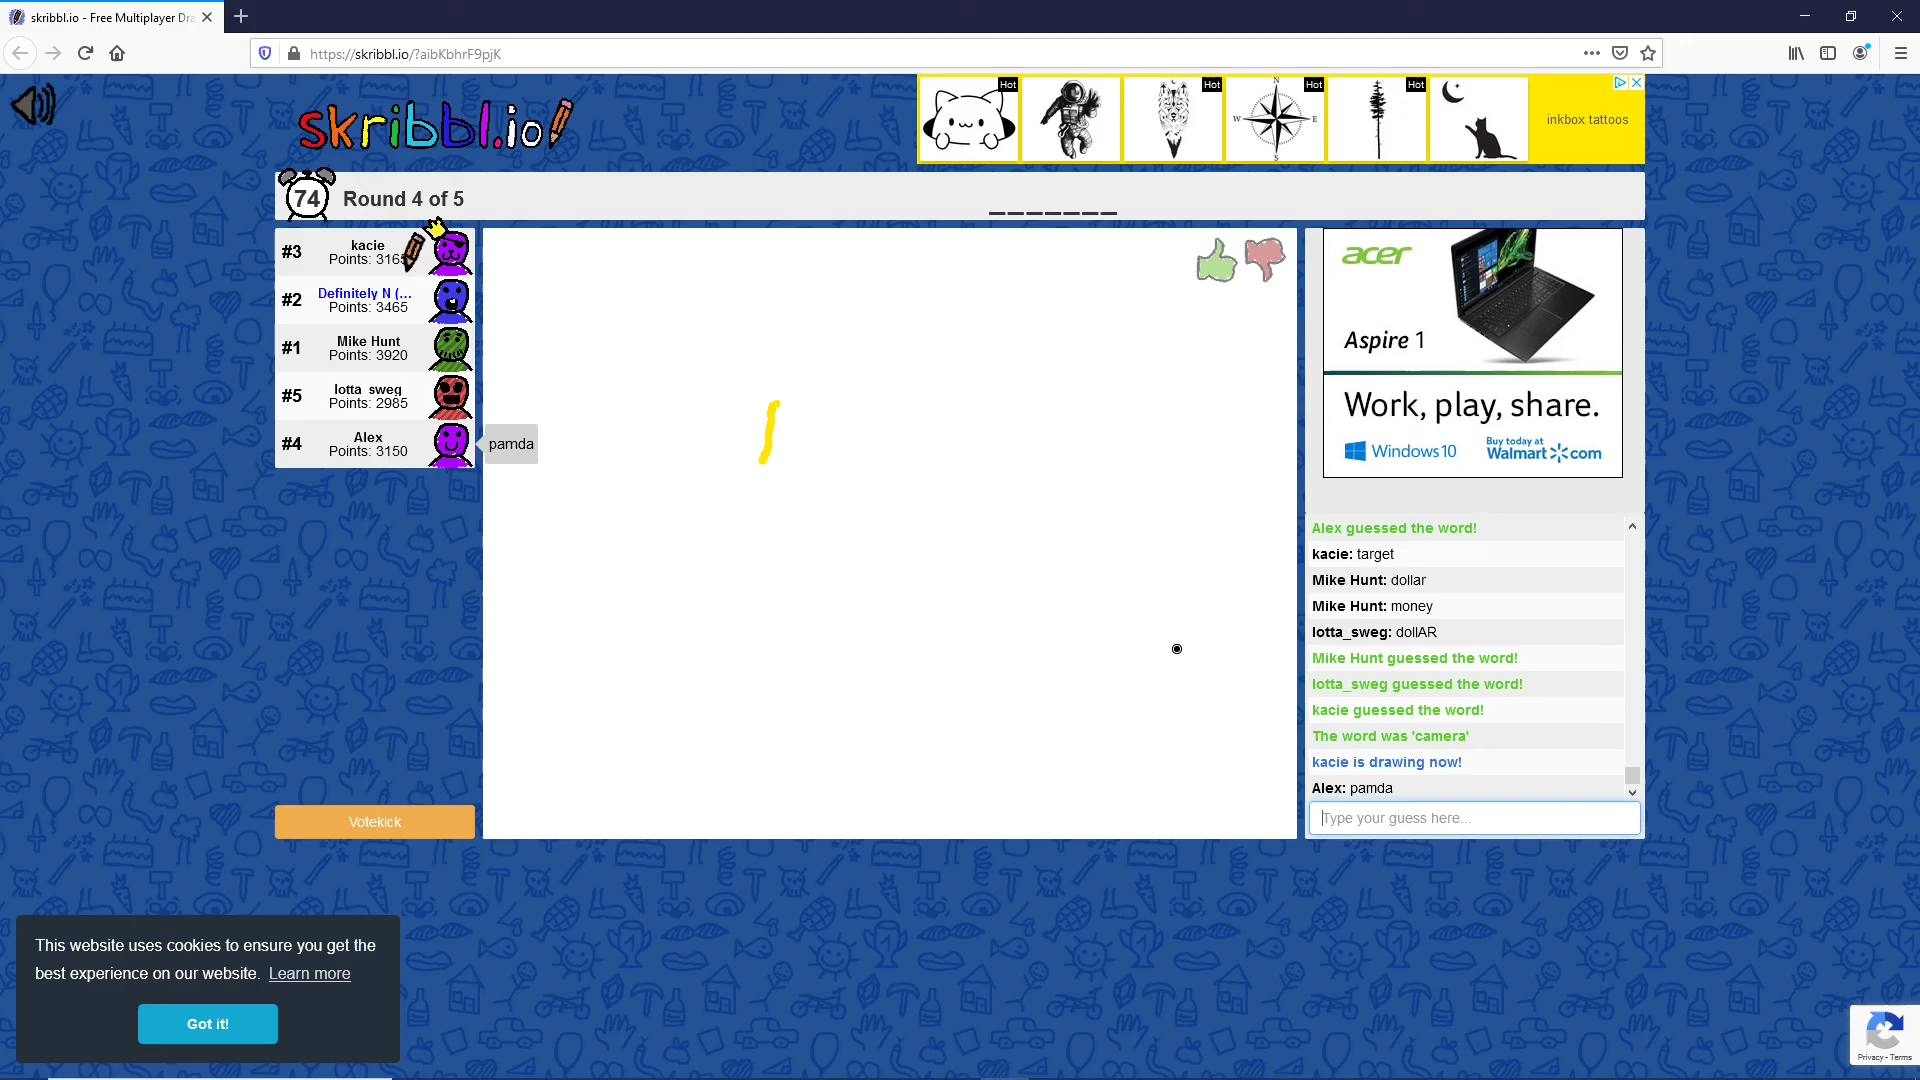 skribbl.io - Free Multiplayer Dra
https://skribbl.io/?aibKbhrF9pjK
skribbl.io
Hot
Hot
N
W E
S
Hot
Hot
inkbox tattoos
74
Round 4 of 5
_______
#3 kacie
Points: 3165
#2 Definitely N (...
Points: 3465
#1 Mike Hunt
Points: 3920
#5 lotta_sweg
Points: 2985
#4 Alex
Points: 3150
pamda
Votekick
acer
Aspire 1
Work, play, share.
Windows10
Buy today at
Walmart.com
Alex guessed the word!
kacie: target
Mike Hunt: dollar
Mike Hunt: money
lotta_sweg: dollAR
Mike Hunt guessed the word!
lotta_sweg guessed the word!
kacie guessed the word!
The word was 'camera'
kacie is drawing now!
Alex: pamda
Type your guess here...
This website uses cookies to ensure you get the
best experience on our website. Learn more
Got it!
Privacy - Terms